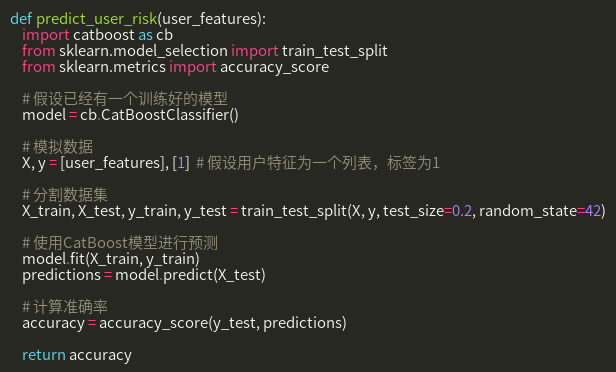 def predict_user_risk(user_features):
import catboost as cb
from sklearn.model_selection import train_test_split
from sklearn.metrics import accuracy_score
# 假设已经有一个训练好的模型
model = cb.CatBoostClassifier()
# 模拟数据
X, y = [user_features], [1]  # 假设用户特征为一个列表，标签为1
# 分割数据集
X_train, X_test, y_train, y_test = train_test_split(X, y, test_size=0.2, random_state=42)
# 使用CatBoost模型进行预测
model.fit(X_train, y_train)
predictions = model.predict(X_test)
# 计算准确率
accuracy = accuracy_score(y_test, predictions)
return accuracy